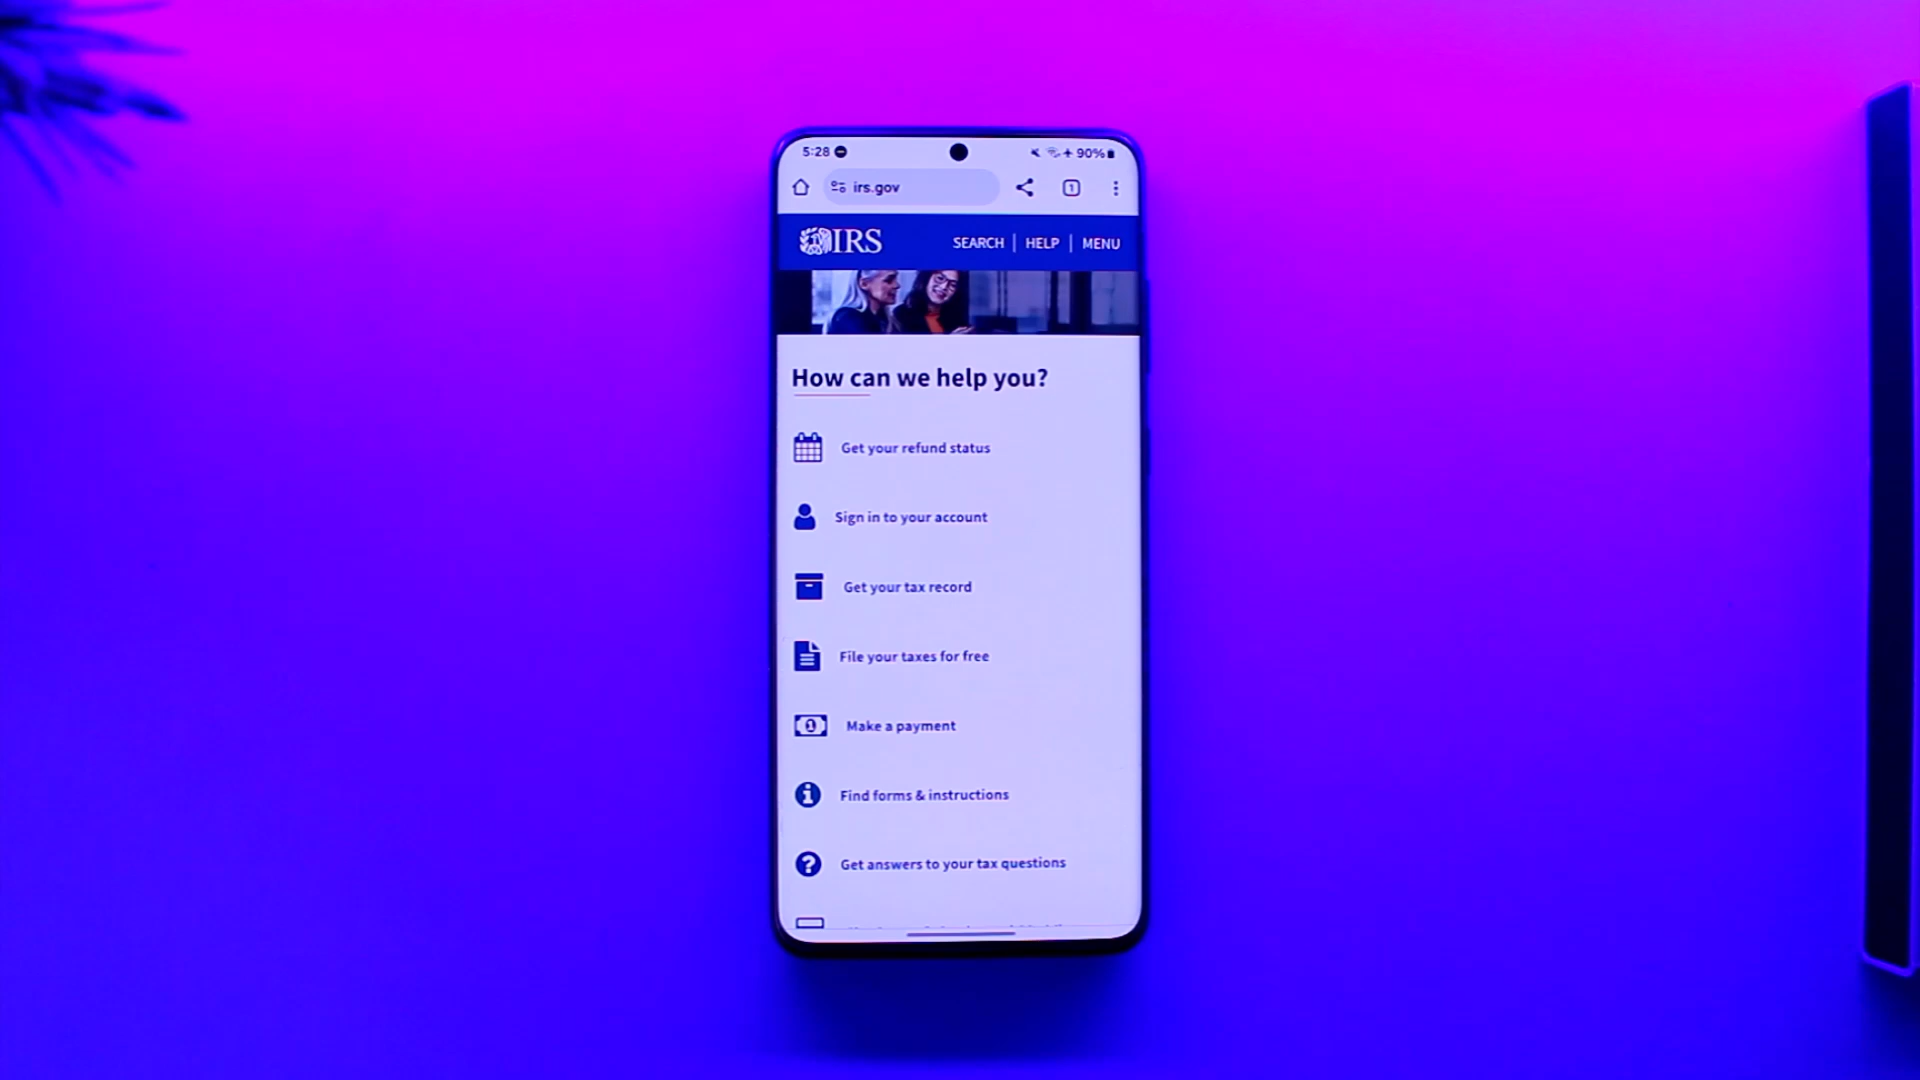 5:28
90%
irs.gov
1
IRS
SEARCH | HELP | MENU
How can we help you?
Get your refund status
Sign in to your account
Get your tax record
File your taxes for free
Make a payment
Find forms & instructions
Get answers to your tax questions